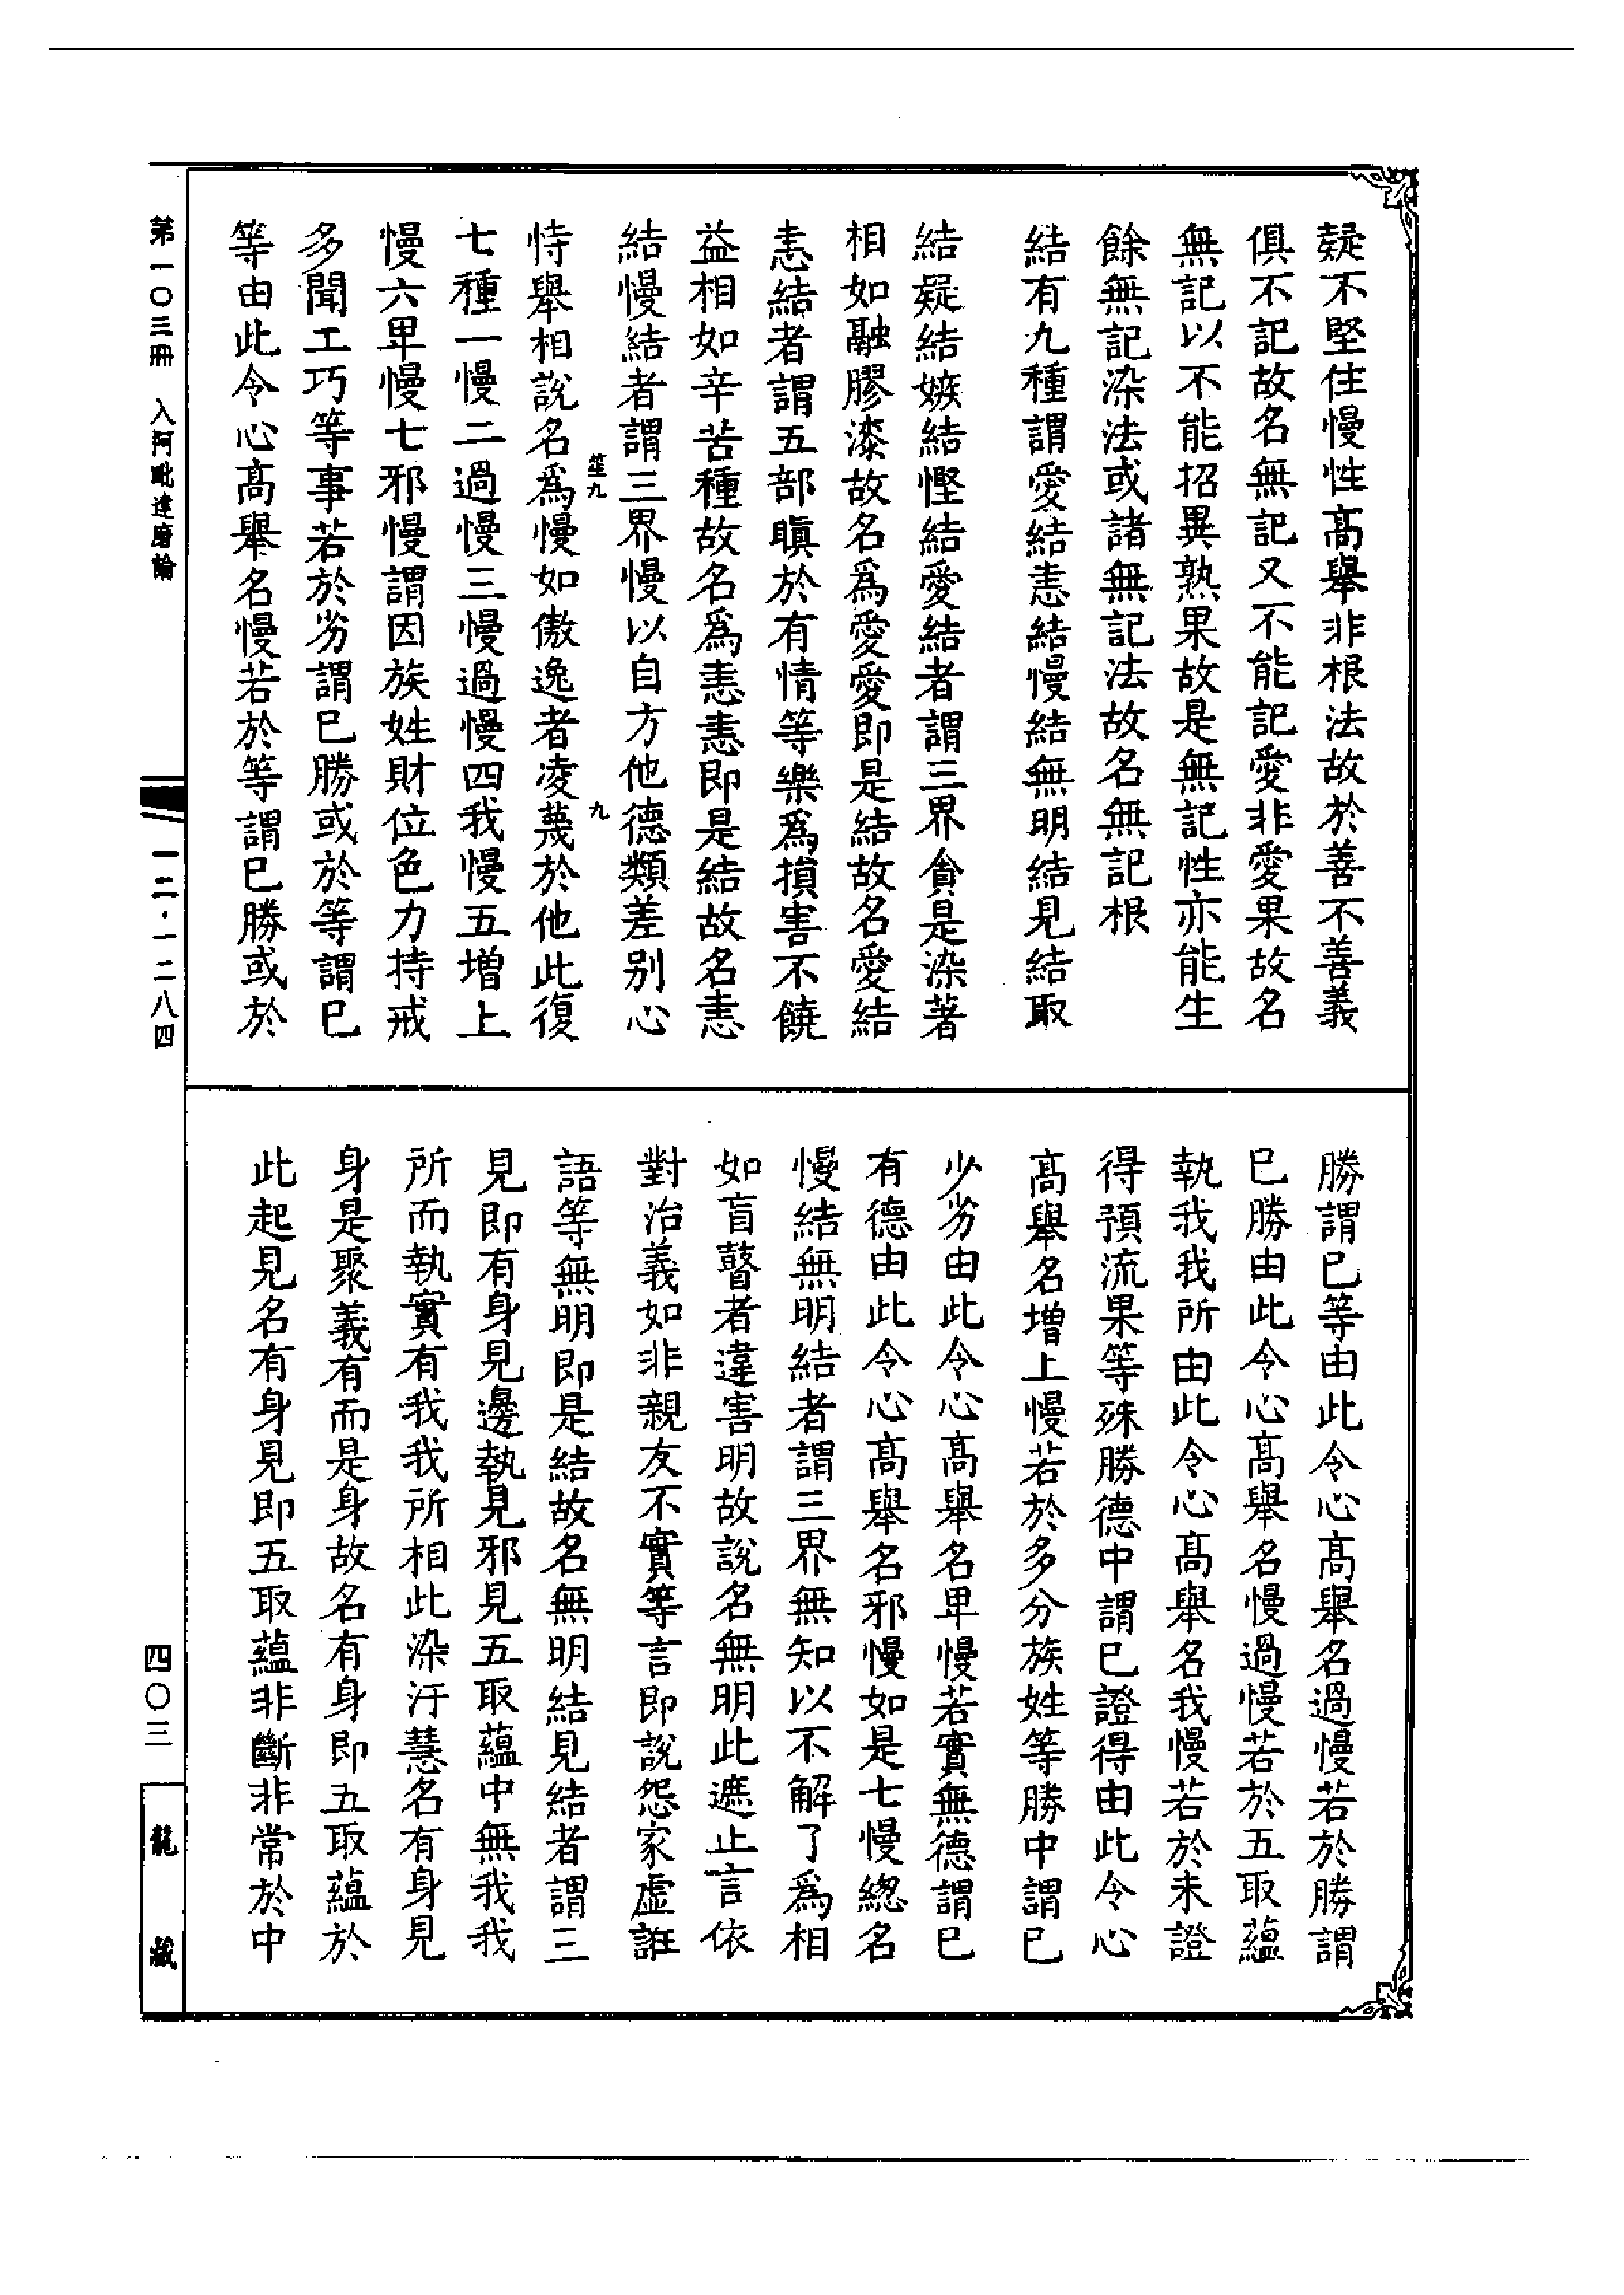 疑不堅住慢性高舉非根法故於善不善義
俱不記故名無記又不能記愛非愛果故名
無記以不能招異熟果故是無記性亦能生
餘無記染法或諸無記法故名無記根
結有九種謂愛結恚結慢結無明結見結取
結疑結嫉結慳結愛結者謂三界貪是染著
相如融膠漆故名為愛愛即是結故名愛結
恚結者謂五部瞋於有情等樂為損害不饒
益相如辛苦種故名為恚恚即是結故名恚
結慢結者謂三界慢以自方他德類差別心
恃舉相說名為慢如傲逸者凌蔑於他此復
七種一慢二過慢三慢過慢四我慢五增上
慢六卑慢七邪慢謂因族姓財位色力持戒
多聞工巧等事若於劣謂已勝或於等謂已
等由此令心高舉名慢若於等謂已勝或於
勝謂已等由此令心高舉名過慢若於勝謂
已勝由此令心高舉名慢過慢若於五取蘊
執我我所由此令心高舉名我慢若於未證
得預流果等殊勝德中謂已證得由此令心
高舉名增上慢若於多分族姓等勝中謂已
少劣由此令心高舉名卑慢若實無德謂已
有德由此令心高舉名邪慢如是七慢總名
慢結無明結者謂三界無知以不解了為相
如盲瞽者違害明故說名無明此遮止言依
對治義如非親友不實等言即說怨家虛誑
語等無明即是結故名無明結見結者謂三
見即有身見邊執見邪見五取蘊中無我我
所而執實有我我所相此染汙慧名有身見
身是聚義有而是身故名有身即五取蘊於
此起見名有身見即五取蘊非斷非常於中
第一〇三冊 入阿毗達磨論
一二·一二八四
四〇三
龍藏